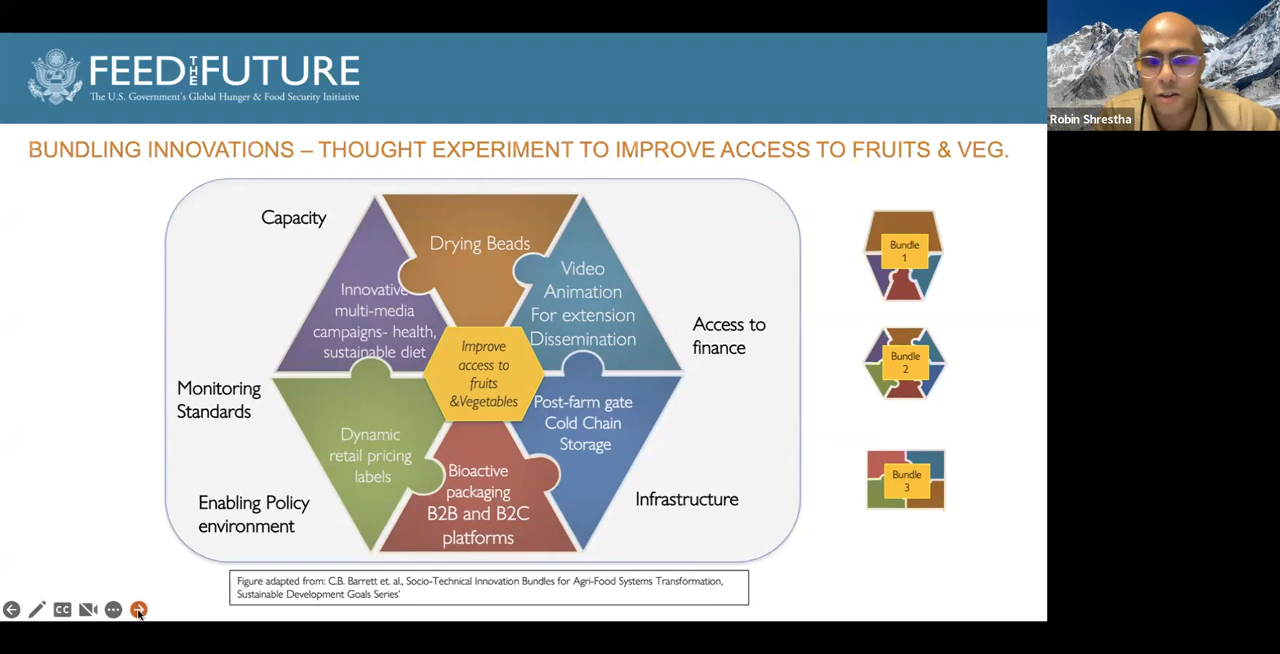 FEED THE FUTURE
The U.S. Government's Global Hunger & Food Security Initiative
Robin Shrestha
BUNDLING INNOVATIONS – THOUGHT EXPERIMENT TO IMPROVE ACCESS TO FRUITS & VEG.
Capacity
Drying Beads
Innovative
multi-media
campaigns- health,
sustainable diet
Video
Animation
For extension
Dissemination
Access to
finance
Improve
access to
fruits
&Vegetables
Monitoring
Standards
Dynamic
retail pricing
labels
Post-farm gate
Cold Chain
Storage
Bioactive
packaging
B2B and B2C
platforms
Enabling Policy
environment
Infrastructure
Bundle
1
Bundle
2
Bundle
3
Figure adapted from: C.B. Barrett et. al., Socio-Technical Innovation Bundles for Agri-Food Systems Transformation,
Sustainable Development Goals Series'
CC